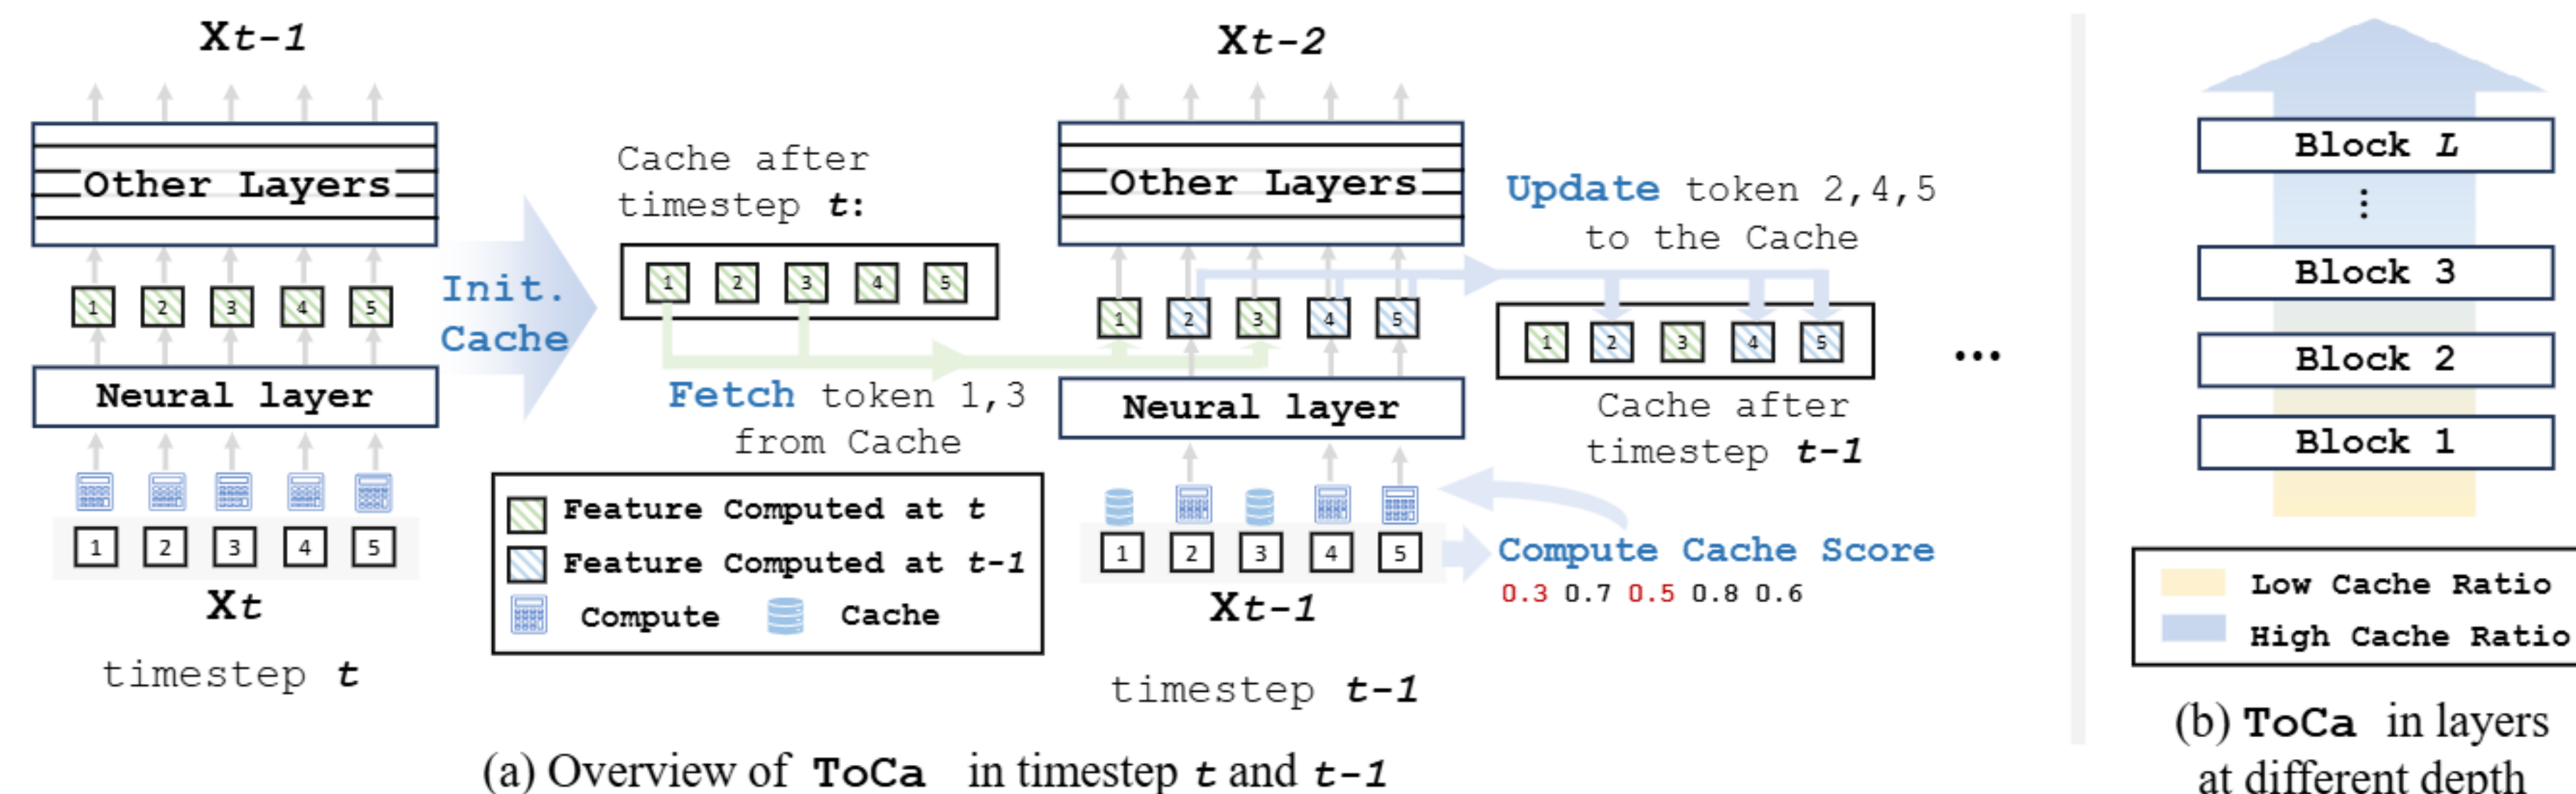 Xt-1
Other Layers
1 2 3 4 5
Neural layer
1 2 3 4 5
Xt
timestep t
Init.
Cache
Cache after
timestep t:
1 2 3 4 5
Fetch token 1,3
from Cache
Feature Computed at t
Feature Computed at t-1
Compute Cache
Xt-2
Other Layers
1 2 3 4 5
Neural layer
1 2 3 4 5
Xt-1
timestep t-1
Update token 2,4,5
to the Cache
1 2 3 4 5
Cache after
timestep t-1
Compute Cache Score
0.3 0.7 0.5 0.8 0.6
...
(a) Overview of ToCa in timestep t and t-1
Block L
⋮
Block 3
Block 2
Block 1
Low Cache Ratio
High Cache Ratio
(b) ToCa in layers
at different depth